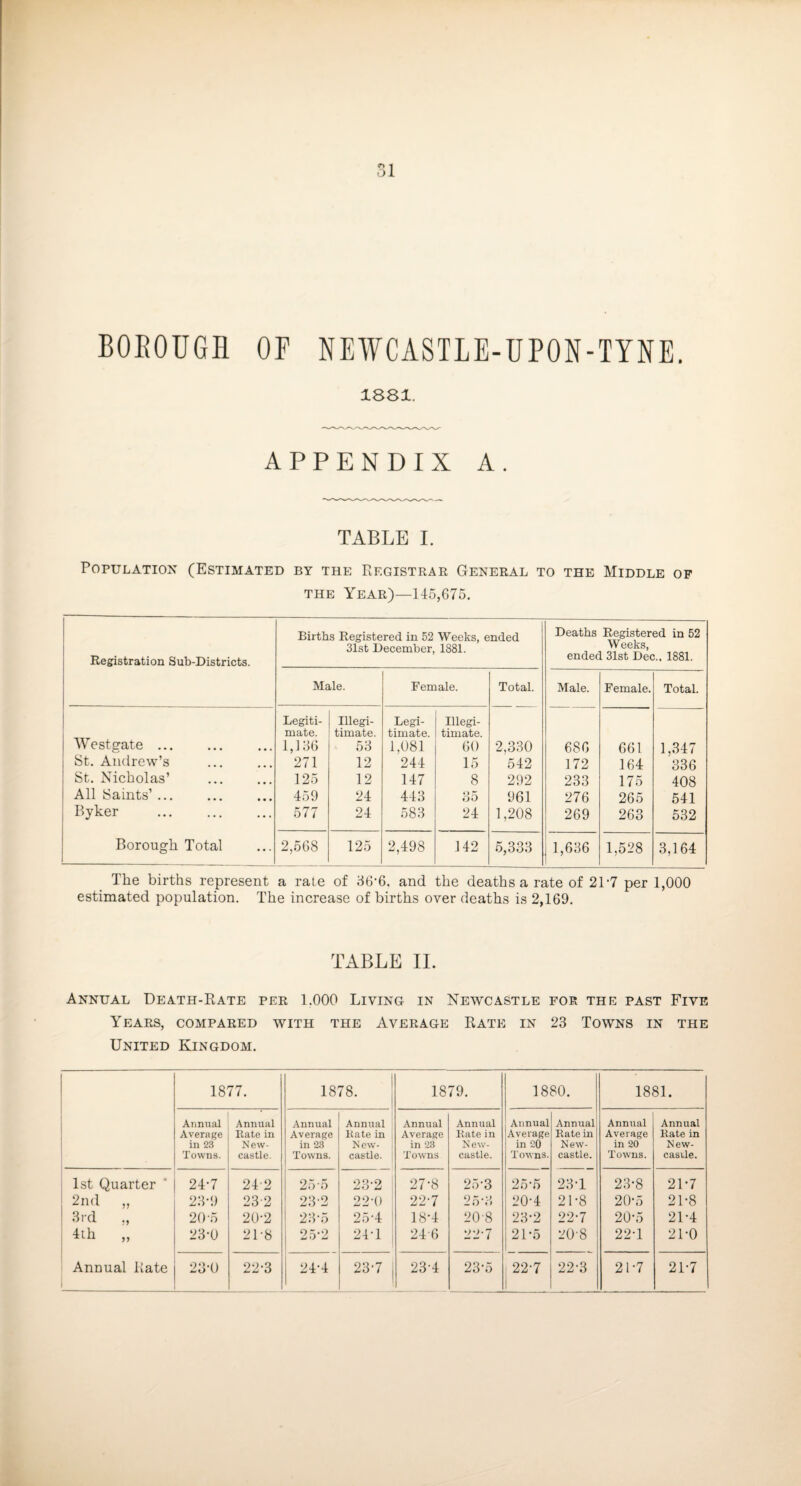 31
BOROUGH OF NEWCASTLE-UPON-TYNE.
1881.
APPENDIX A.
TABLE I.
Population (Estimated by the Registrar General to the Middle of
the Year)—145,675.
Registration Sub-Districts. | Births Registered in 52 Weeks, ended 31st December, 1881. | Deaths Registered in 52 Weeks, ended 31st Dec., 1881.
Male. | Female. | Total. | Male. | Female. | Total.
Legitimate. | Illegitimate. | Legitimate. | Illegitimate.
Westgate ... ... ... 1,136 53 1,081 60 2,330 686 661 1,347
St. Andrew's ... ... 271 12 244 15 542 172 164 336
St. Nicholas' ... ... 125 12 147 8 292 233 175 408
All Saints' ... ... ... 459 24 443 35 961 276 265 541
Byker ... ... ... 577 24 583 24 1,208 269 263 532
Borough Total ... 2,568 125 2,498 142 5,333 1,636 1,528 3,164
The births represent a rate of 36·6, and the deaths a rate of 21·7 per 1,000
estimated population. The increase of births over deaths is 2,169.
TABLE II.
Annual Death-Rate per 1.000 Living in Newcastle for the past Five
Years, compared with the Average Rate in 23 Towns in the
United Kingdom.
1877. | 1878. | 1879. | 1880. | 1881.
Annual Average in 23 Towns. | Annual Rate in Newcastle. | Annual Average in 23 Towns. | Annual Rate in Newcastle. | Annual Average in 23 Towns | Annual Rate in Newcastle. | Annual Average in 20 Towns. | Annual Rate in Newcastle. | Annual Average in 20 Towns. | Annual Rate in Newcastle.
1st Quarter 24·7 24·2 25·5 23·2 27·8 25·3 25·5 23·1 23·8 21·7
2nd „ 23·9 23·2 23·2 22·0 22·7 25·3 20·4 21·8 20·5 21·8
3rd „ 20·5 20·2 23·5 25·4 18·4 20·8 23·2 22·7 20·5 21·4
4th „ 23·0 21·8 25·2 24·1 24·6 22·7 21·5 20·8 22·1 21·0
Annual Rate 23·0 22·3 24·4 23·7 23·4 23·5 22·7 22·3 21·7 21·7